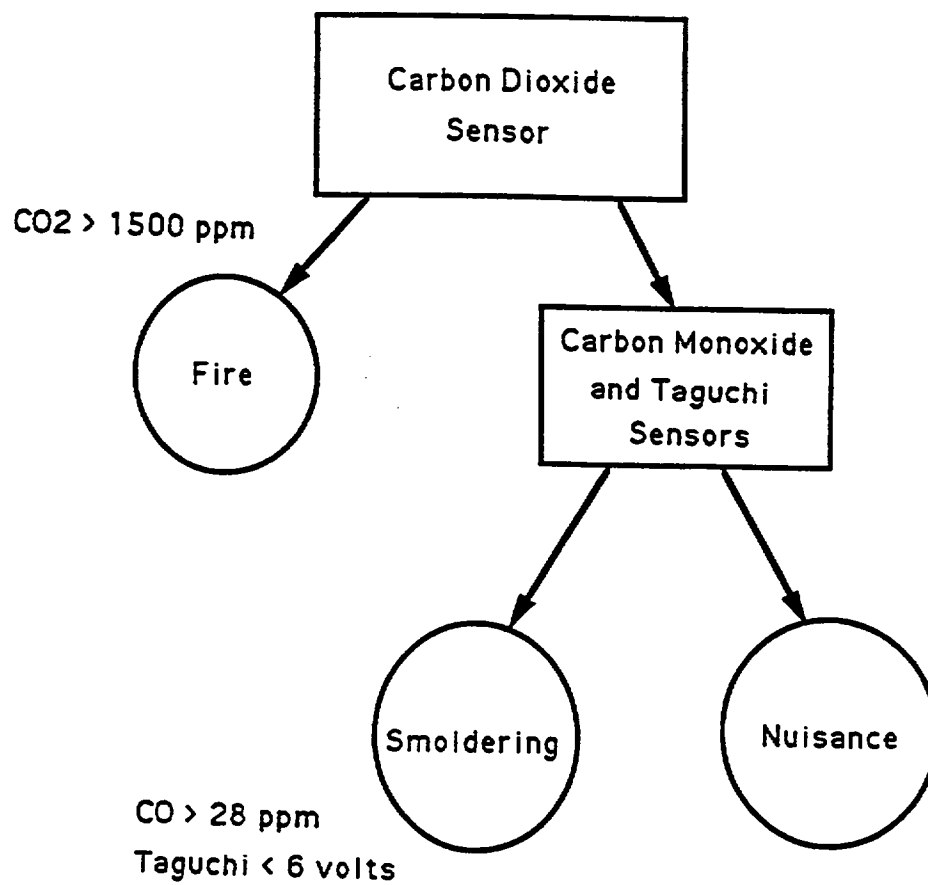 Carbon Dioxide
Sensor
CO2 > 1500 ppm
Fire
Carbon Monoxide
and Taguchi
Sensors
Smoldering
Nuisance
CO > 28 ppm
Taguchi < 6 volts